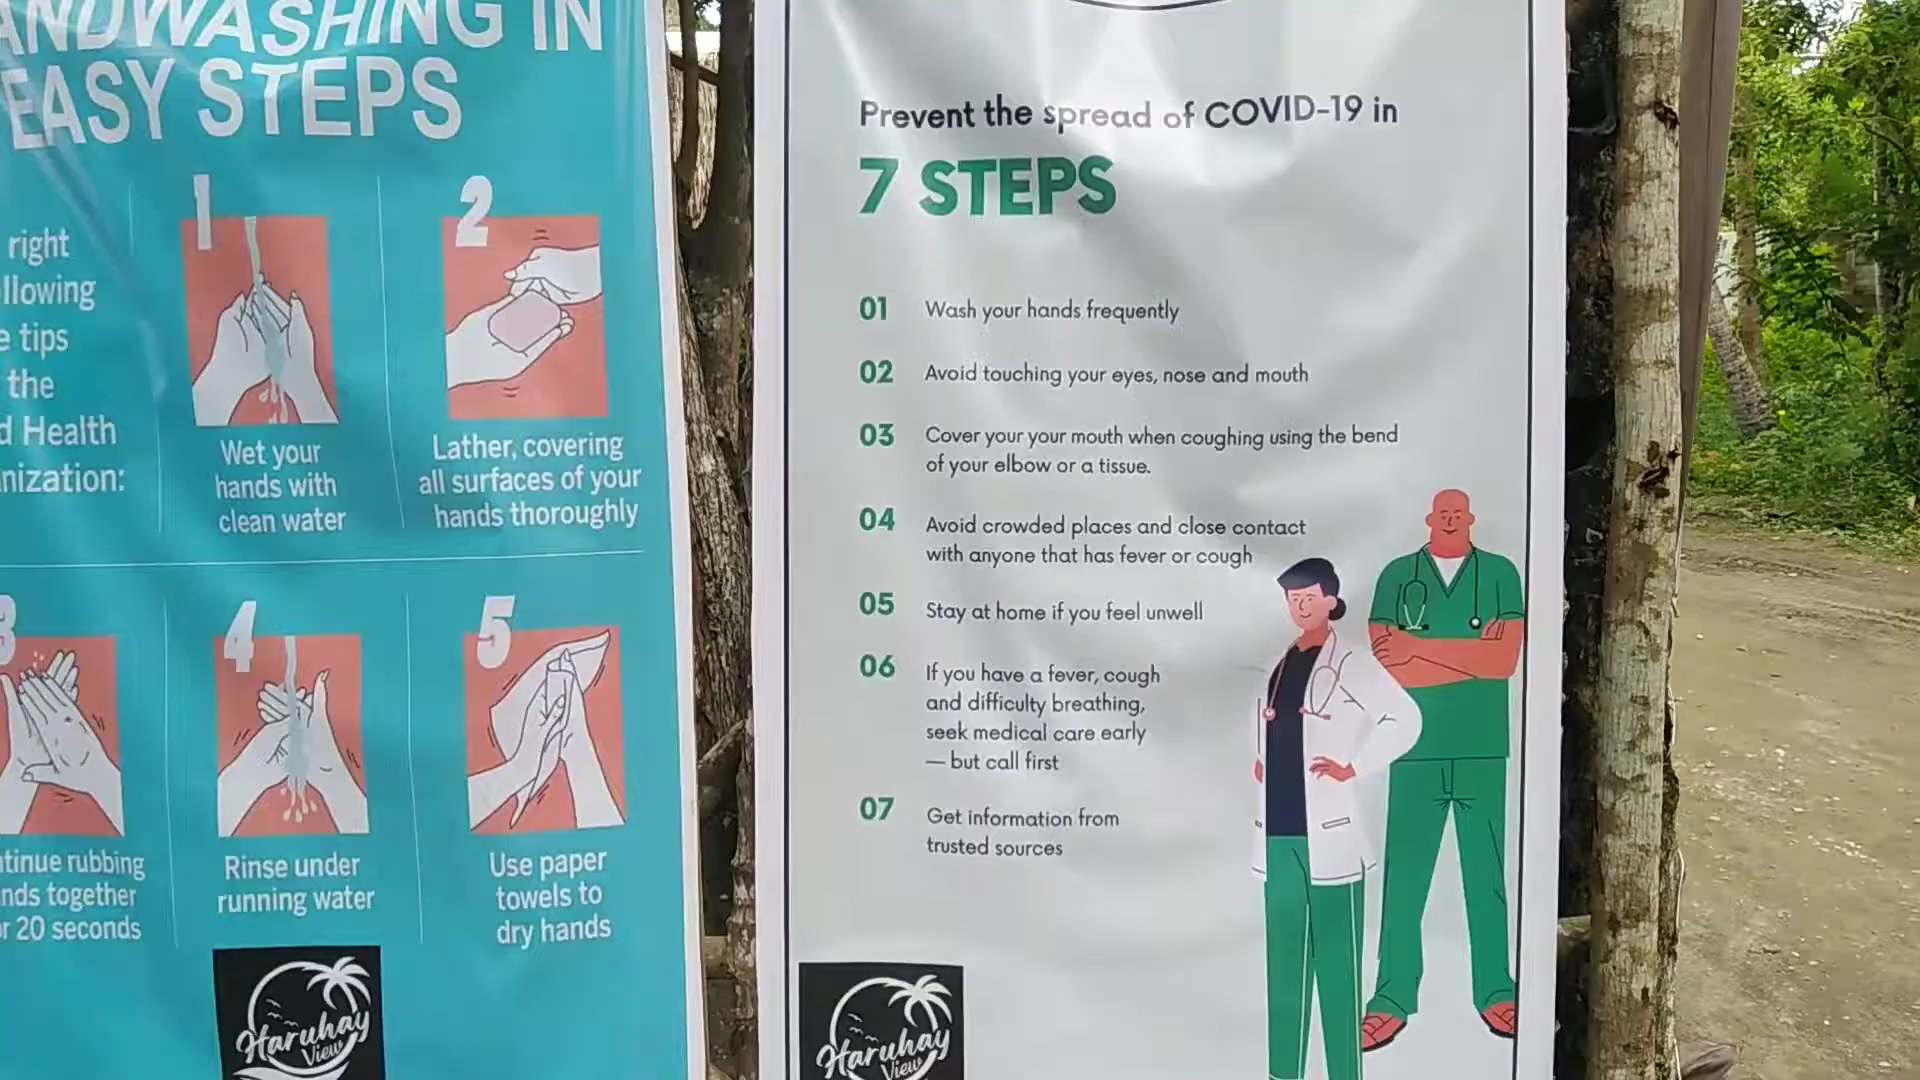 ANDWASHING IN
EASY STEPS
right
llowing
e tips
the
d Health
nization:
1
Wet your
hands with
clean water
2
Lather, covering
all surfaces of your
hands thoroughly
3
tinue rubbing
nds together
r 20 seconds
4
Rinse under
running water
5
Use paper
towels to
dry hands
Haruhay
View
Prevent the spread of COVID-19 in
7 STEPS
01 Wash your hands frequently
02 Avoid touching your eyes, nose and mouth
03 Cover your your mouth when coughing using the bend
of your elbow or a tissue.
04 Avoid crowded places and close contact
with anyone that has fever or cough
05 Stay at home if you feel unwell
06 If you have a fever, cough
and difficulty breathing,
seek medical care early
— but call first
07 Get information from
trusted sources
Haruhay
View